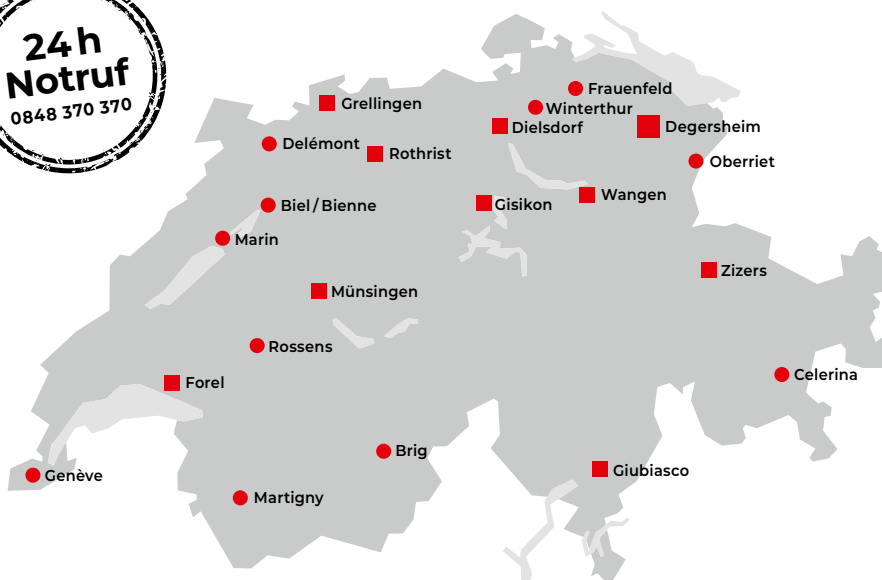 24 h
Notruf
0848 370 370
Frauenfeld
Grellingen
Winterthur
Dielsdorf
Degersheim
Delémont
Rothrist
Oberriet
Wangen
Biel / Bienne
Gisikon
Marin
Zizers
Münsingen
Rossens
Celerina
Forel
Brig
Giubiasco
Genève
Martigny